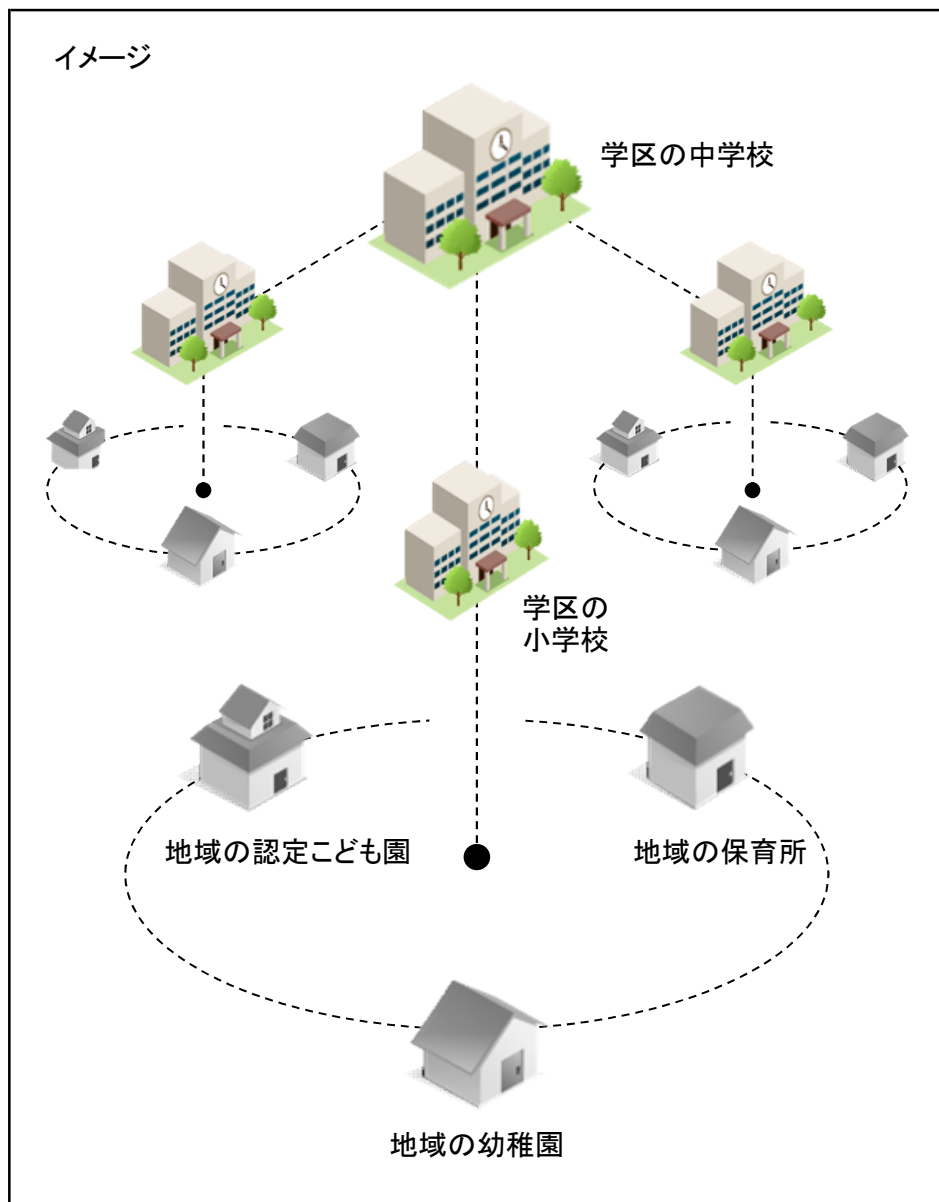 イメージ
学区の中学校
学区の
小学校
地域の認定こども園
地域の保育所
地域の幼稚園